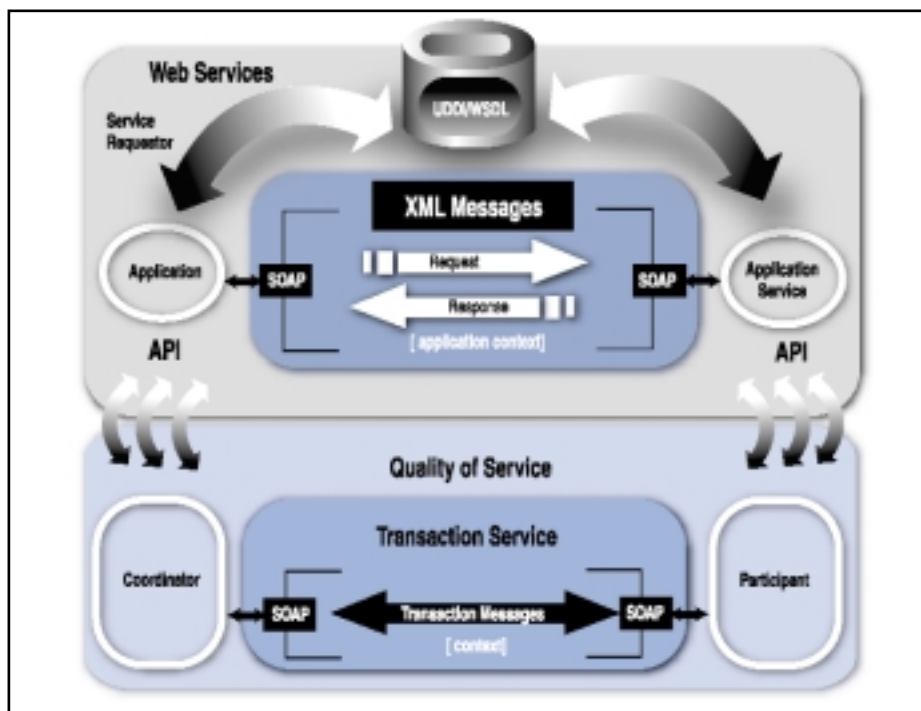 Web Services
UDDI/WSDL
Service
Requestor
XML Messages
Application
SOAP
Request
Response
[ application context]
SOAP
Application
Service
API
API
Quality of Service
Transaction Service
Coordinator
SOAP
Transaction Messages
[ context]
SOAP
Participant